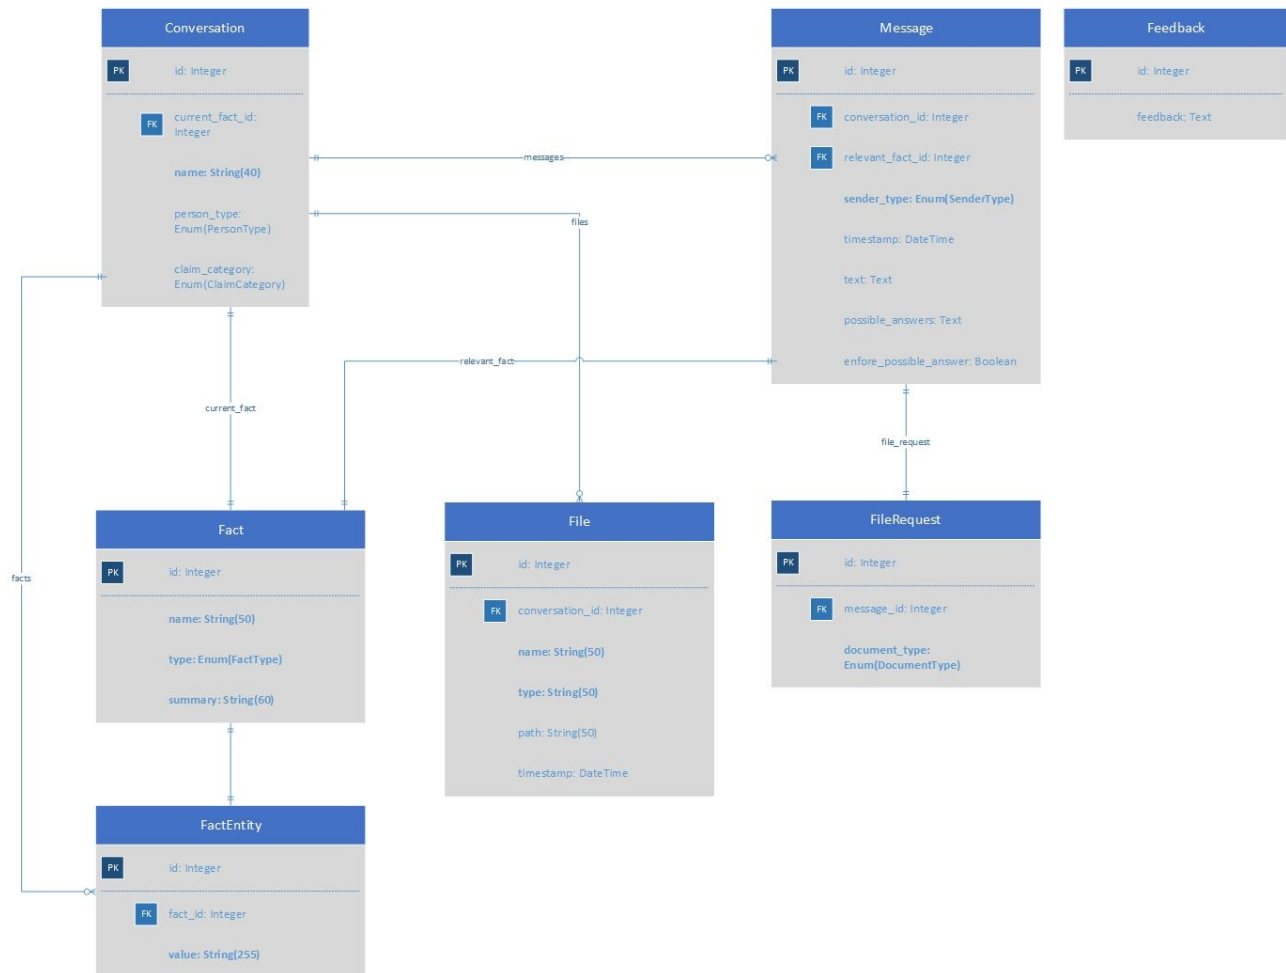 Conversation
PK
id: Integer
FK
current_fact_id:
Integer
name: String(40)
person_type:
Enum(PersonType)
claim_category:
Enum(ClaimCategory)
Message
PK
id: Integer
FK
conversation_id: Integer
FK
relevant_fact_id: Integer
sender_type: Enum(SenderType)
timestamp: DateTime
text: Text
possible_answers: Text
enfore_possible_answer: Boolean
Feedback
PK
id: Integer
feedback: Text
messages
files
relevant_fact
current_fact
file_request
facts
Fact
PK
id: Integer
name: String(50)
type: Enum(FactType)
summary: String(60)
File
PK
id: Integer
FK
conversation_id: Integer
name: String(50)
type: String(50)
path: String(50)
timestamp: DateTime
FileRequest
PK
id: Integer
FK
message_id: Integer
document_type:
Enum(DocumentType)
FactEntity
PK
id: Integer
FK
fact_id: Integer
value: String(255)